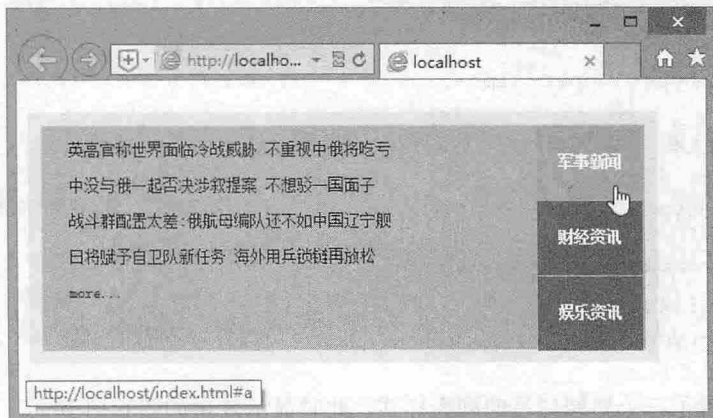 http://localho...
localhost
英高官称世界面临冷战威胁 不重视中俄将吃亏
中没与俄一起否决涉叙提案 不想驳一国面子
战斗群配置太差:俄航母编队还不如中国辽宁舰
日将赋予自卫队新任务 海外用兵锁链再放松
more...
军事新闻
财经资讯
娱乐资讯
http://localhost/index.html#a